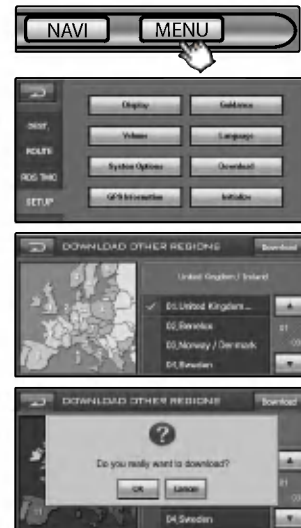 NAVI MENU
Display Guidance
DEST.
Volume Language
ROUTE
System Options Download
RDS TMC
GPS Information Initialize
SETUP
DOWNLOAD OTHER REGIONS Download
United Kingdom / Ireland
✓ 01.United Kingdom...
02.Benelux
03.Norway / Denmark
04.Sweden
DOWNLOAD OTHER REGIONS Download
?
Do you really want to download?
OK Cancel
04.Sweden